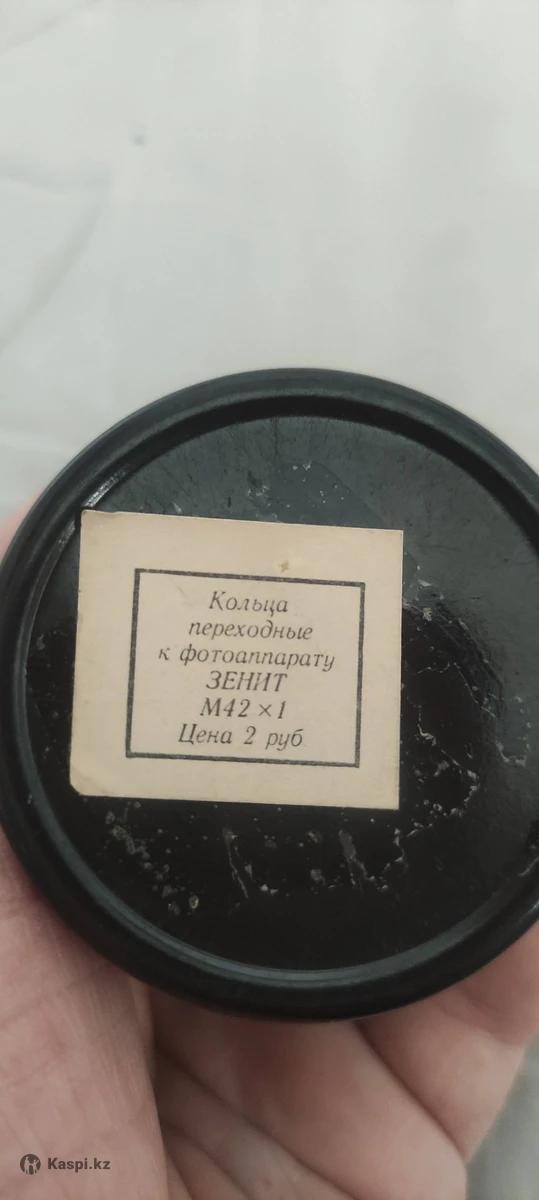 Кольца
переходные
к фотоаппарату
ЗЕНИТ
М42×1
Цена 2 руб
Kaspi.kz